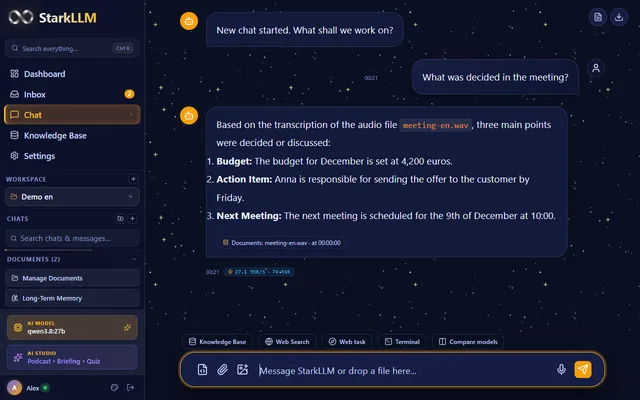 StarkLLM
Search everything...
Ctrl K
Dashboard
Inbox
2
Chat
Knowledge Base
Settings
WORKSPACE
Demo en
CHATS
Search chats & messages...
DOCUMENTS (2)
Manage Documents
Long-Term Memory
AI MODEL
qwen3.8:27b
AI STUDIO
Podcast • Briefing • Quiz
A
Alex
New chat started. What shall we work on?
00:21
What was decided in the meeting?
Based on the transcription of the audio file meeting-en.wav, three main points
were decided or discussed:
1. Budget: The budget for December is set at 4,200 euros.
2. Action Item: Anna is responsible for sending the offer to the customer by
Friday.
3. Next Meeting: The next meeting is scheduled for the 9th of December at 10:00.
Documents: meeting-en.wav · at 00:00:00
00:21
27.1 tok/s · 74 tok
Knowledge Base
Web Search
Web task
Terminal
Compare models
Message StarkLLM or drop a file here...